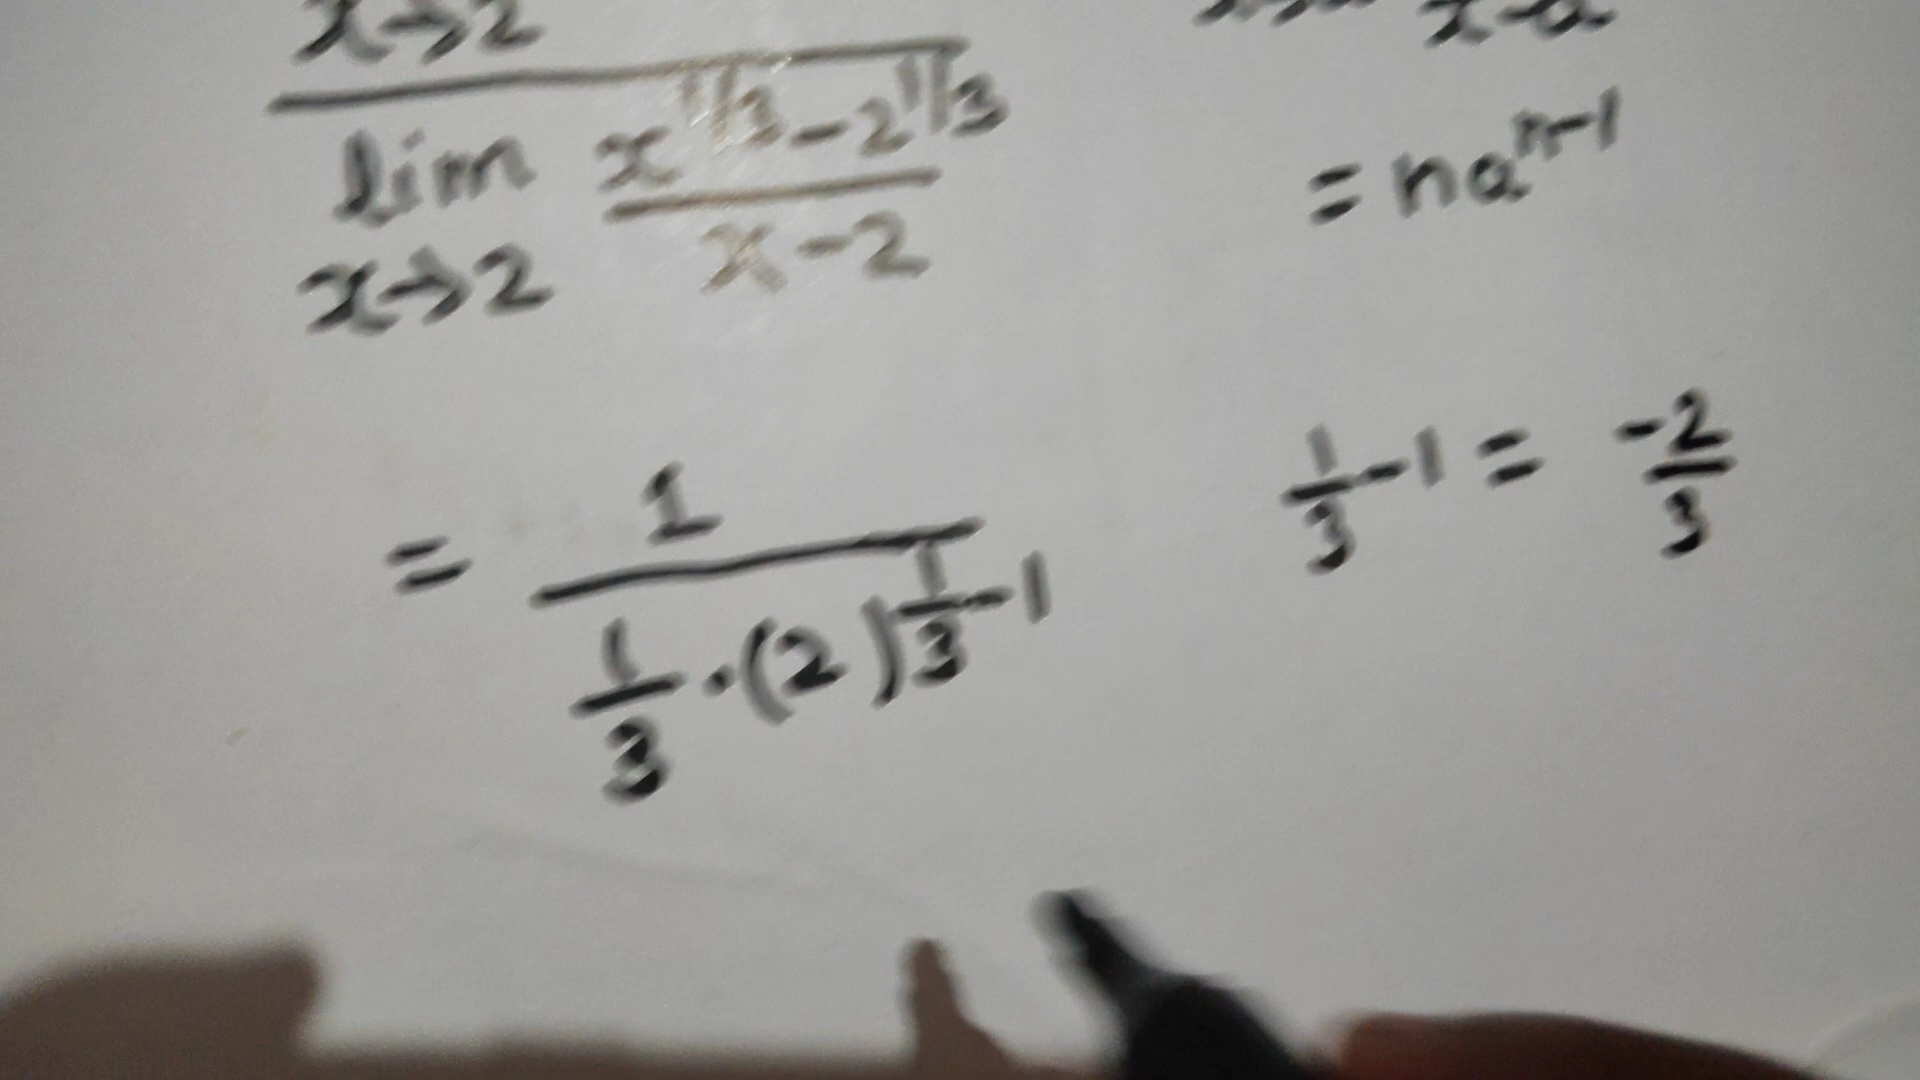 x→2
x→a x-a
lim x^1/3 - 2^1/3
x-2
x→2
= na^n-1
= 1
1/3 · (2)^1/3 - 1
1/3 - 1 = -2/3